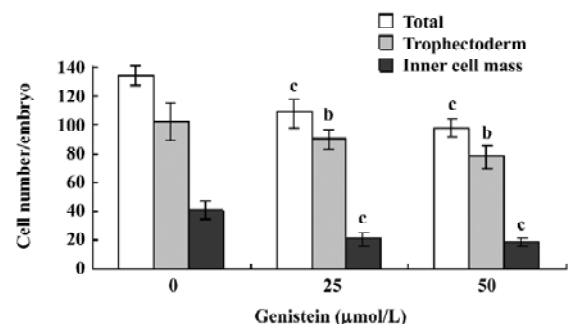 Total
Trophectoderm
Inner cell mass
Cell number/embryo
140
120
100
80
60
40
20
0
c
b
c
c
b
c
0 25 50
Genistein (μmol/L)